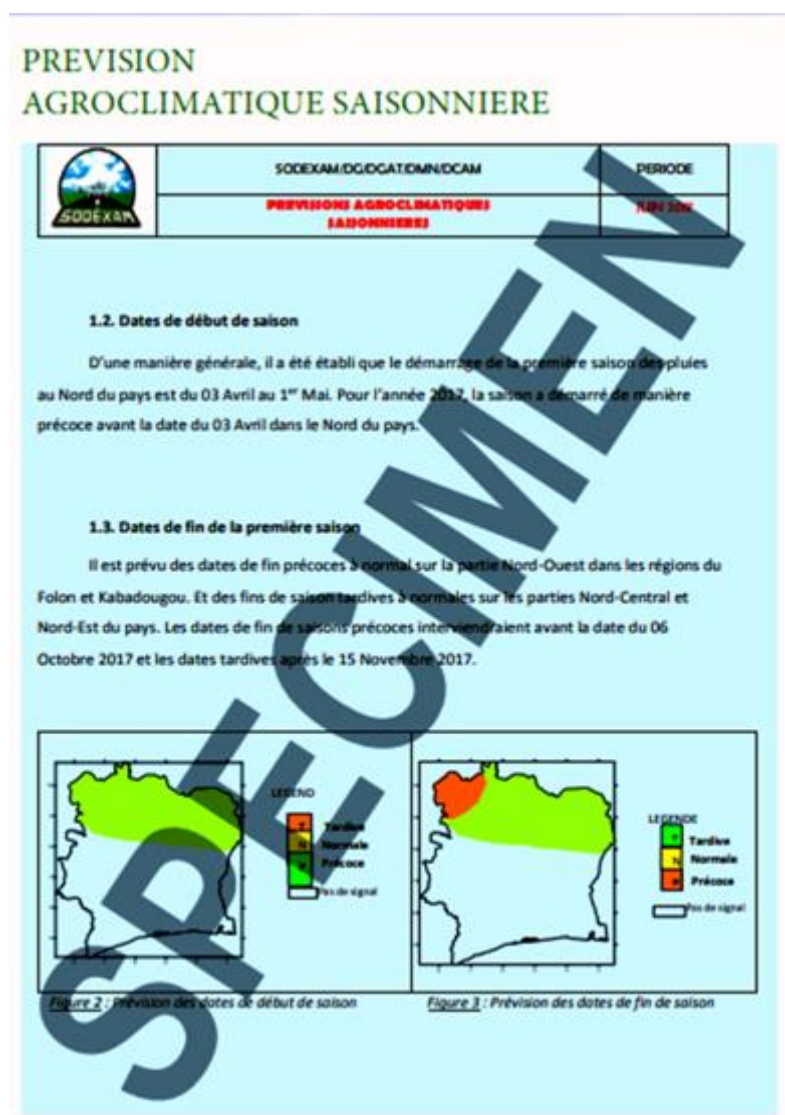 PREVISION
AGROCLIMATIQUE SAISONNIERE
SODEXAM
SODEXAM/DG/DGAT/DMN/DCAM
PERIODE
PREVISIONS AGROCLIMATIQUES
SAISONNIERES
JUIN 2017
1.2. Dates de début de saison
D'une manière générale, il a été établi que le démarrage de la première saison des pluies
au Nord du pays est du 03 Avril au 1er Mai. Pour l'année 2017, la saison a démarré de manière
précoce avant la date du 03 Avril dans le Nord du pays.
1.3. Dates de fin de la première saison
Il est prévu des dates de fin précoces à normal sur la partie Nord-Ouest dans les régions du
Folon et Kabadougou. Et des fins de saison tardives à normales sur les parties Nord-Central et
Nord-Est du pays. Les dates de fin de saisons précoces interviendraient avant la date du 06
Octobre 2017 et les dates tardives après le 15 Novembre 2017.
LEGEND
T Tardive
N Normale
P Précoce
Pas de signal
LEGENDE
T Tardive
N Normale
P Précoce
Pas de signal
Figure 2 : Prévision des dates de début de saison
Figure 3 : Prévision des dates de fin de saison
SPECIMEN